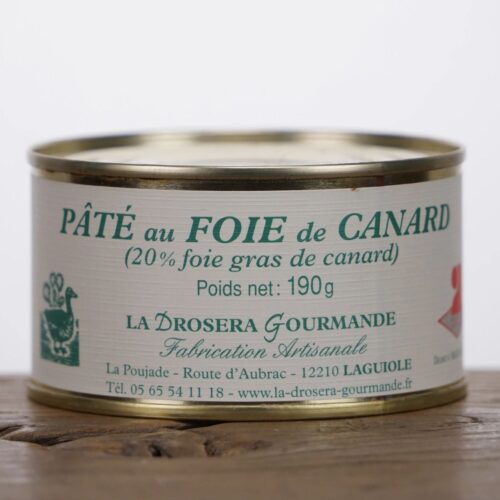 PÂTÉ au FOIE de CANARD
(20% foie gras de canard)
Poids net: 190g
LA DROSERA GOURMANDE
Fabrication Artisanale
La Poujade - Route d'Aubrac - 12210 LAGUIOLE
Tél. 05 65 54 11 18 - www.la-drosera-gourmande.fr